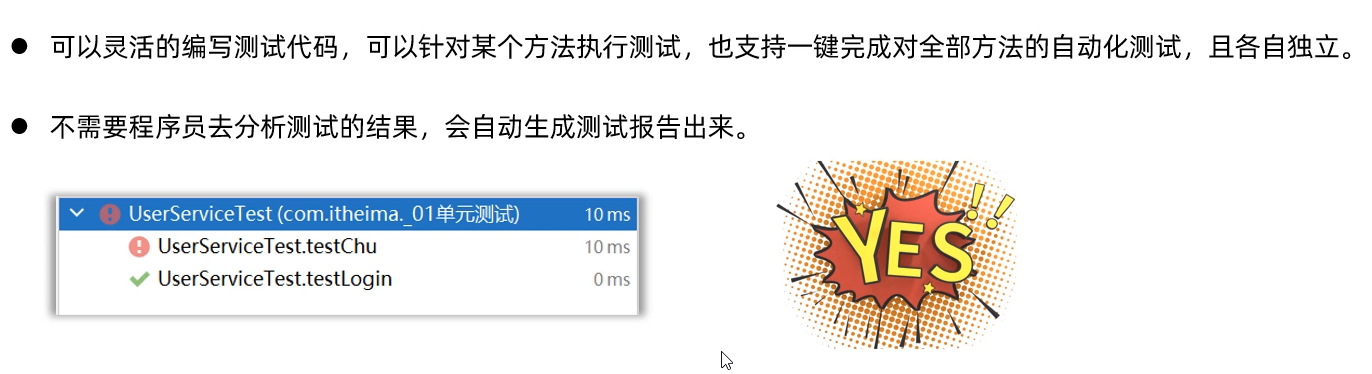 ● 可以灵活的编写测试代码，可以针对某个方法执行测试，也支持一键完成对全部方法的自动化测试，且各自独立。
● 不需要程序员去分析测试的结果，会自动生成测试报告出来。
UserServiceTest (com.itheima._01单元测试) 10 ms
UserServiceTest.testChu 10 ms
UserServiceTest.testLogin 0 ms
YES!!